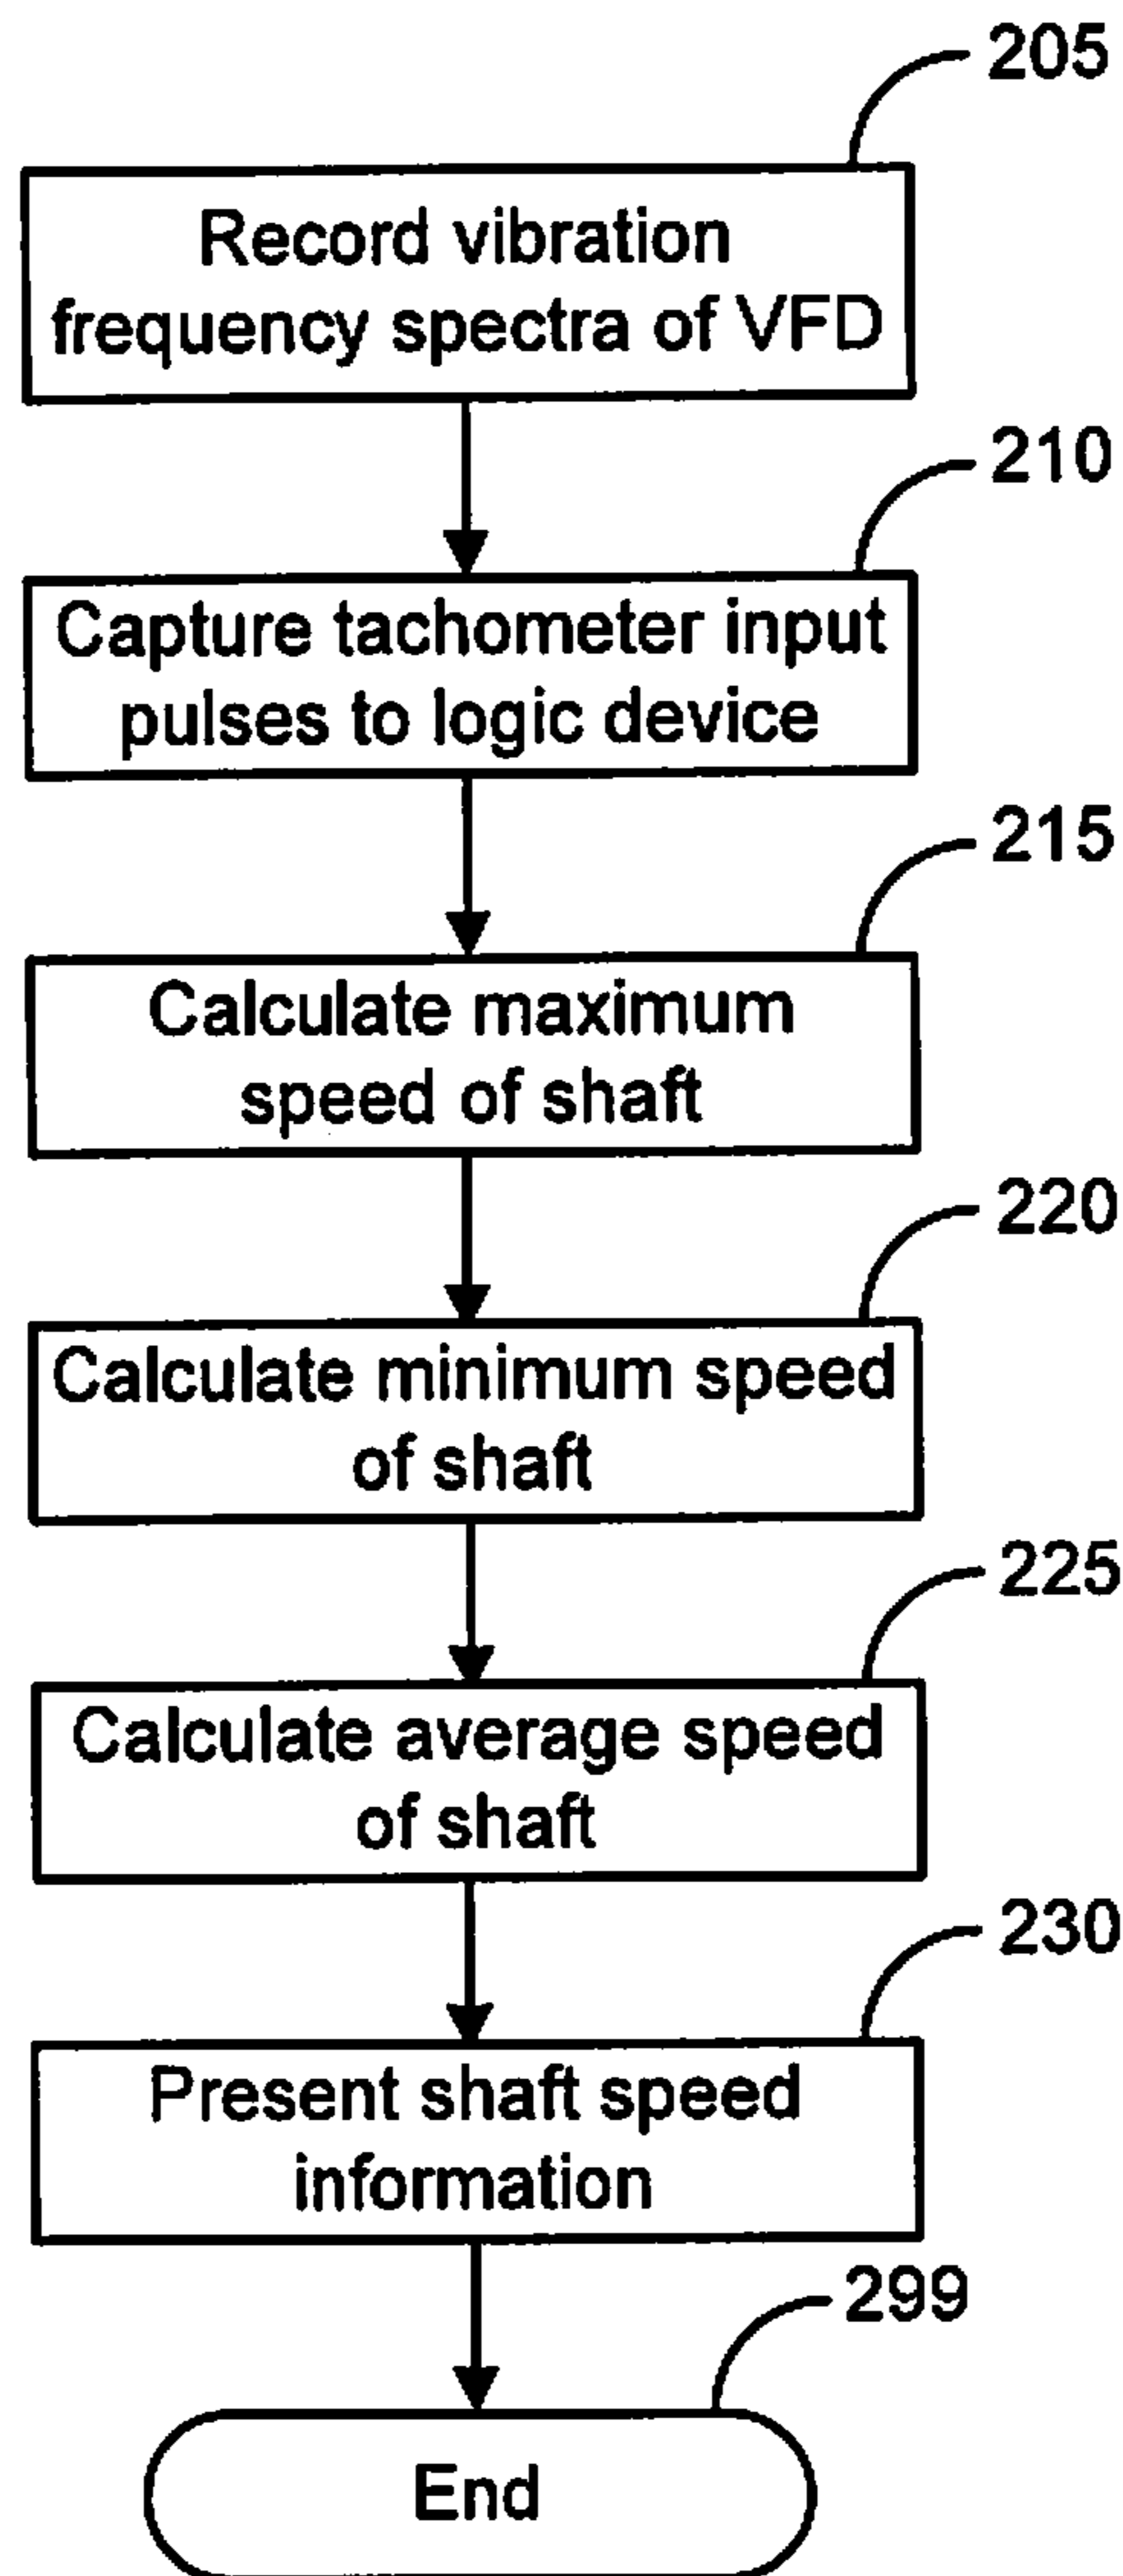 205
Record vibration
frequency spectra of VFD
210
Capture tachometer input
pulses to logic device
215
Calculate maximum
speed of shaft
220
Calculate minimum speed
of shaft
225
Calculate average speed
of shaft
230
Present shaft speed
information
299
End